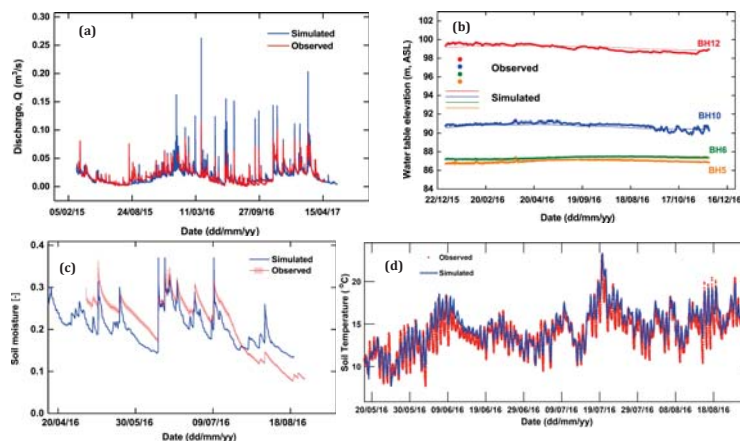 (a)
Simulated
Observed
Discharge, Q (m³/s)
0.30
0.25
0.20
0.15
0.10
0.05
0.00
05/02/15 24/08/15 11/03/16 27/09/16 15/04/17
Date (dd/mm/yy)
(b)
Water table elevation (m, ASL)
102
100
98
96
94
92
90
88
86
84
BH12
Observed
Simulated
BH10
BH6
BH5
22/12/15 20/02/16 20/04/16 19/09/16 18/08/16 17/10/16 16/12/16
Date (dd/mm/yy)
(c)
Simulated
Observed
Soil moisture [-]
0.4
0.3
0.2
0.1
0.0
20/04/16 30/05/16 09/07/16 18/08/16
Date (dd/mm/yy)
(d)
Observed
Simulated
Soil Temperature (°C)
20
15
10
20/05/16 30/05/16 09/06/16 19/06/16 29/06/16 09/07/16 19/07/16 29/07/16 08/08/16 18/08/16
Date (dd/mm/yy)